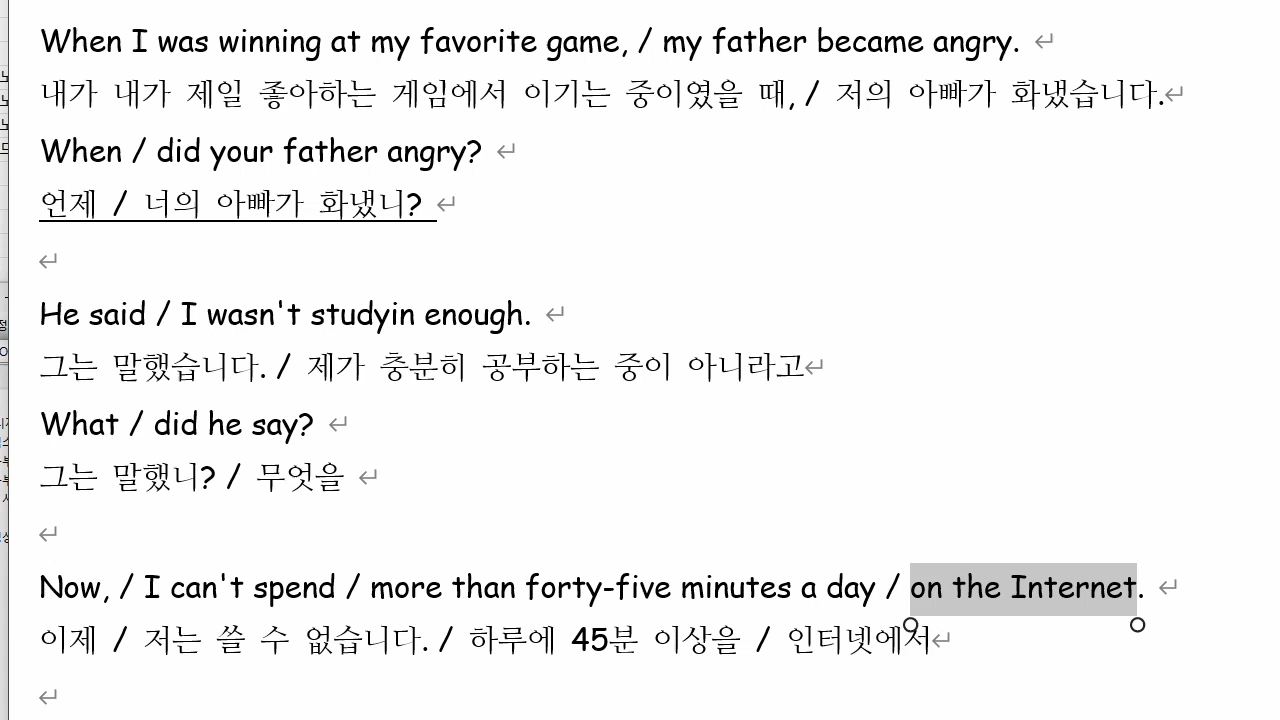 When I was winning at my favorite game, / my father became angry.
내가 내가 제일 좋아하는 게임에서 이기는 중이였을 때, / 저의 아빠가 화냈습니다.
When / did your father angry?
언제 / 너의 아빠가 화냈니?
He said / I wasn't studyin enough.
그는 말했습니다. / 제가 충분히 공부하는 중이 아니라고
What / did he say?
그는 말했니? / 무엇을
Now, / I can't spend / more than forty-five minutes a day / on the Internet.
이제 / 저는 쓸 수 없습니다. / 하루에 45분 이상을 / 인터넷에서